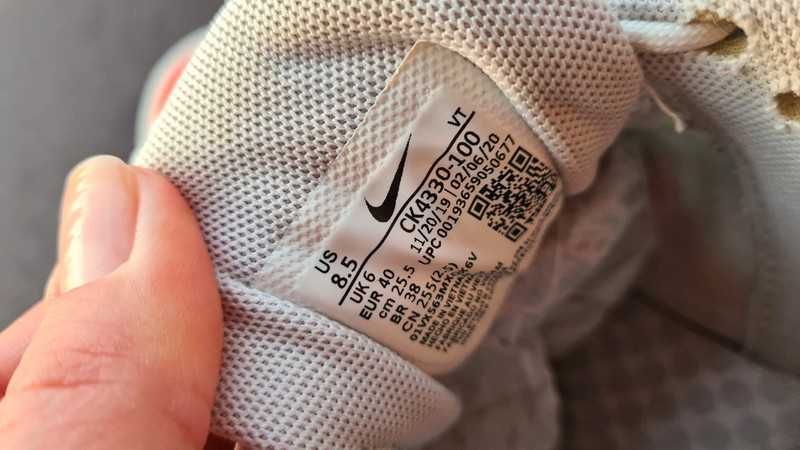 US
8.5
UK 6
EUR 40
cm 25.5
BR 38
CN 255(2.5)
VT
CK4330-100
11/20/19 | 02/06/20
UPC 00193659050677
MADE IN VIETNAM